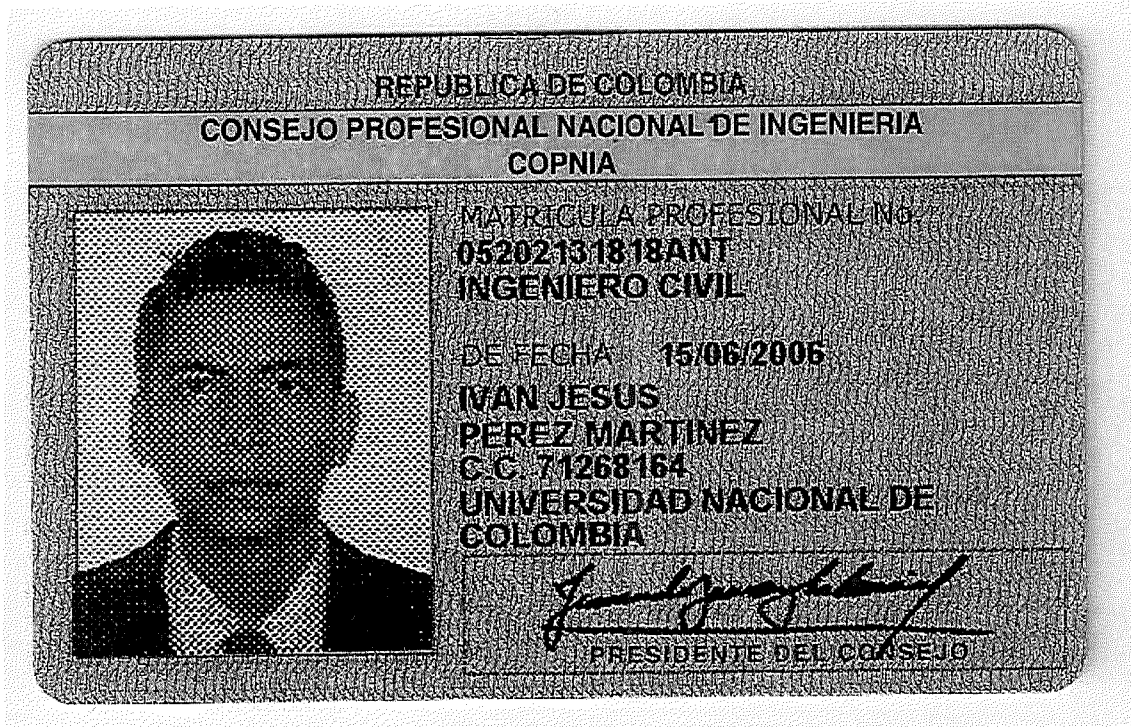 REPUBLICA DE COLOMBIA
CONSEJO PROFESIONAL NACIONAL DE INGENIERIA
COPNIA
MATRICULA PROFESIONAL No.
05202131818ANT
INGENIERO CIVIL
DE FECHA 15/06/2006
IVAN JESUS
PEREZ MARTINEZ
C.C. 71268164
UNIVERSIDAD NACIONAL DE
COLOMBIA
PRESIDENTE DEL CONSEJO